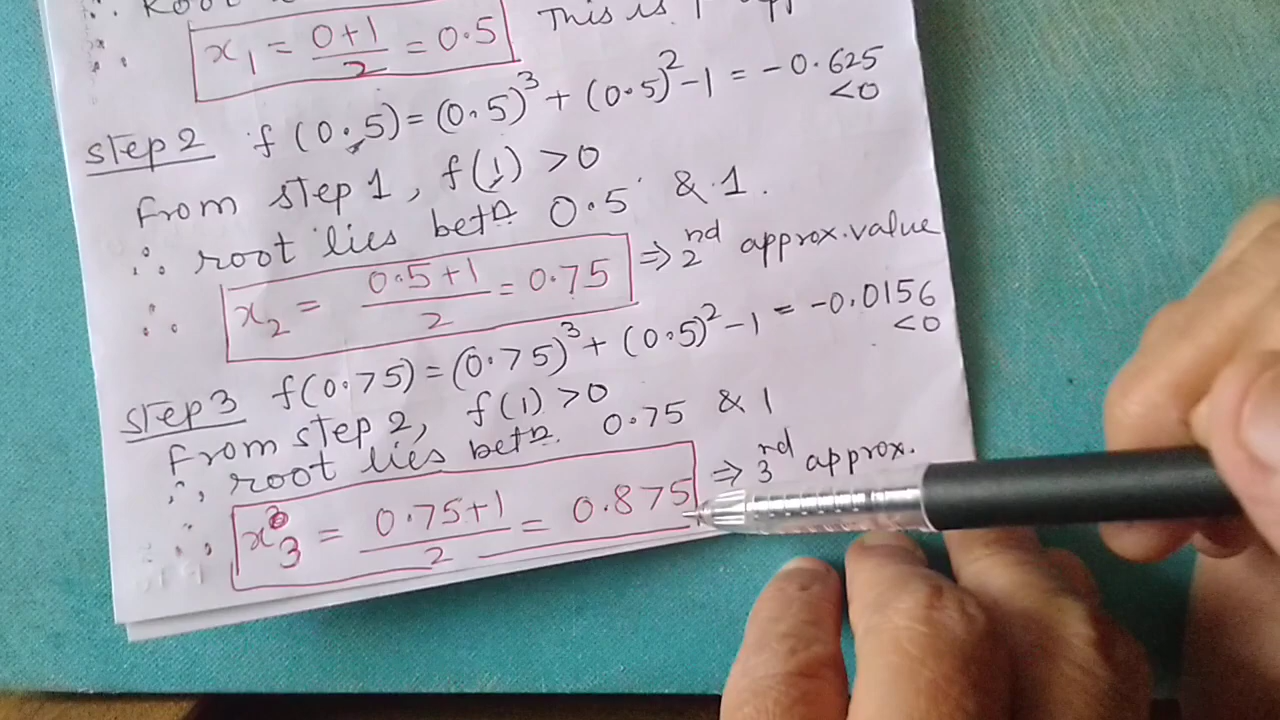 ∴ Root
∴ x₁ = 0+1/2 = 0.5 This is 1
step 2 f(0.5) = (0.5)³ + (0.5)² - 1 = -0.625
<0
From step 1, f(1) > 0
∴ root lies betn 0.5 & 1.
∴ x₂ = 0.5+1/2 = 0.75 ⇒ 2nd approx. value
step 3 f(0.75) = (0.75)³ + (0.5)² - 1 = -0.0156
<0
From step 2, f(1) > 0
∴ root lies betn. 0.75 & 1
∴ x₃ = 0.75+1/2 = 0.875 ⇒ 3rd approx.